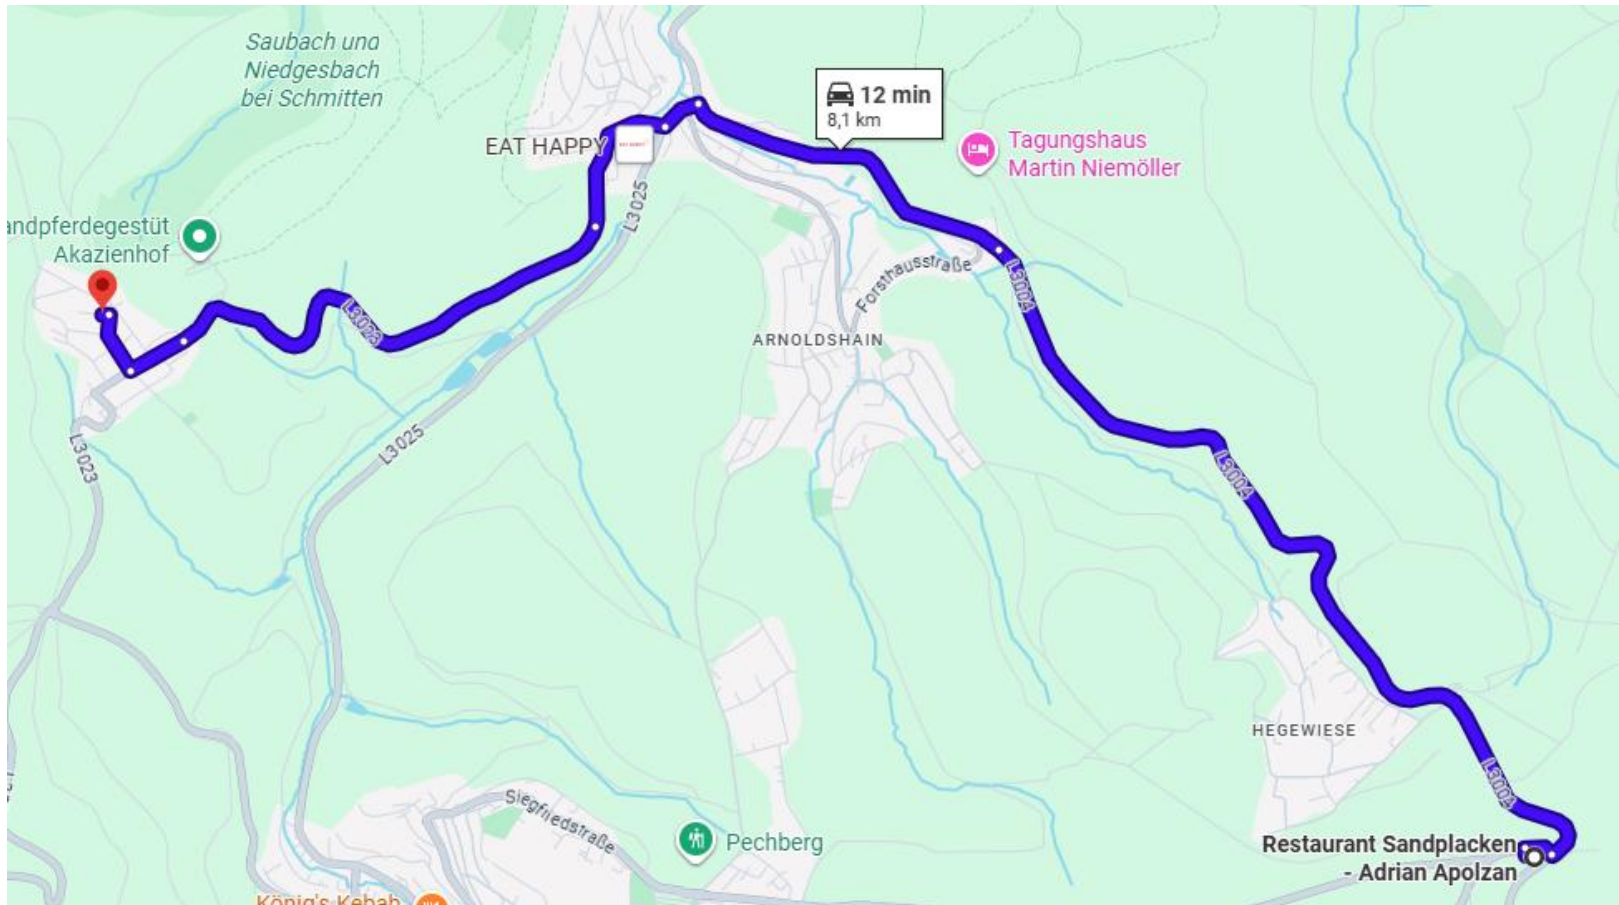 Saubach und
Niedgesbach
bei Schmitten
12 min
8,1 km
EAT HAPPY
Tagungshaus
Martin Niemöller
L3025
andpferdegestüt
Akazienhof
Forsthausstraße
L3004
L3023
ARNOLDSHAIN
L3025
L3023
L3004
HEGEWIESE
L3004
Siegfriedstraße
Pechberg
Restaurant Sandplacken
- Adrian Apolzan
König's Kebab